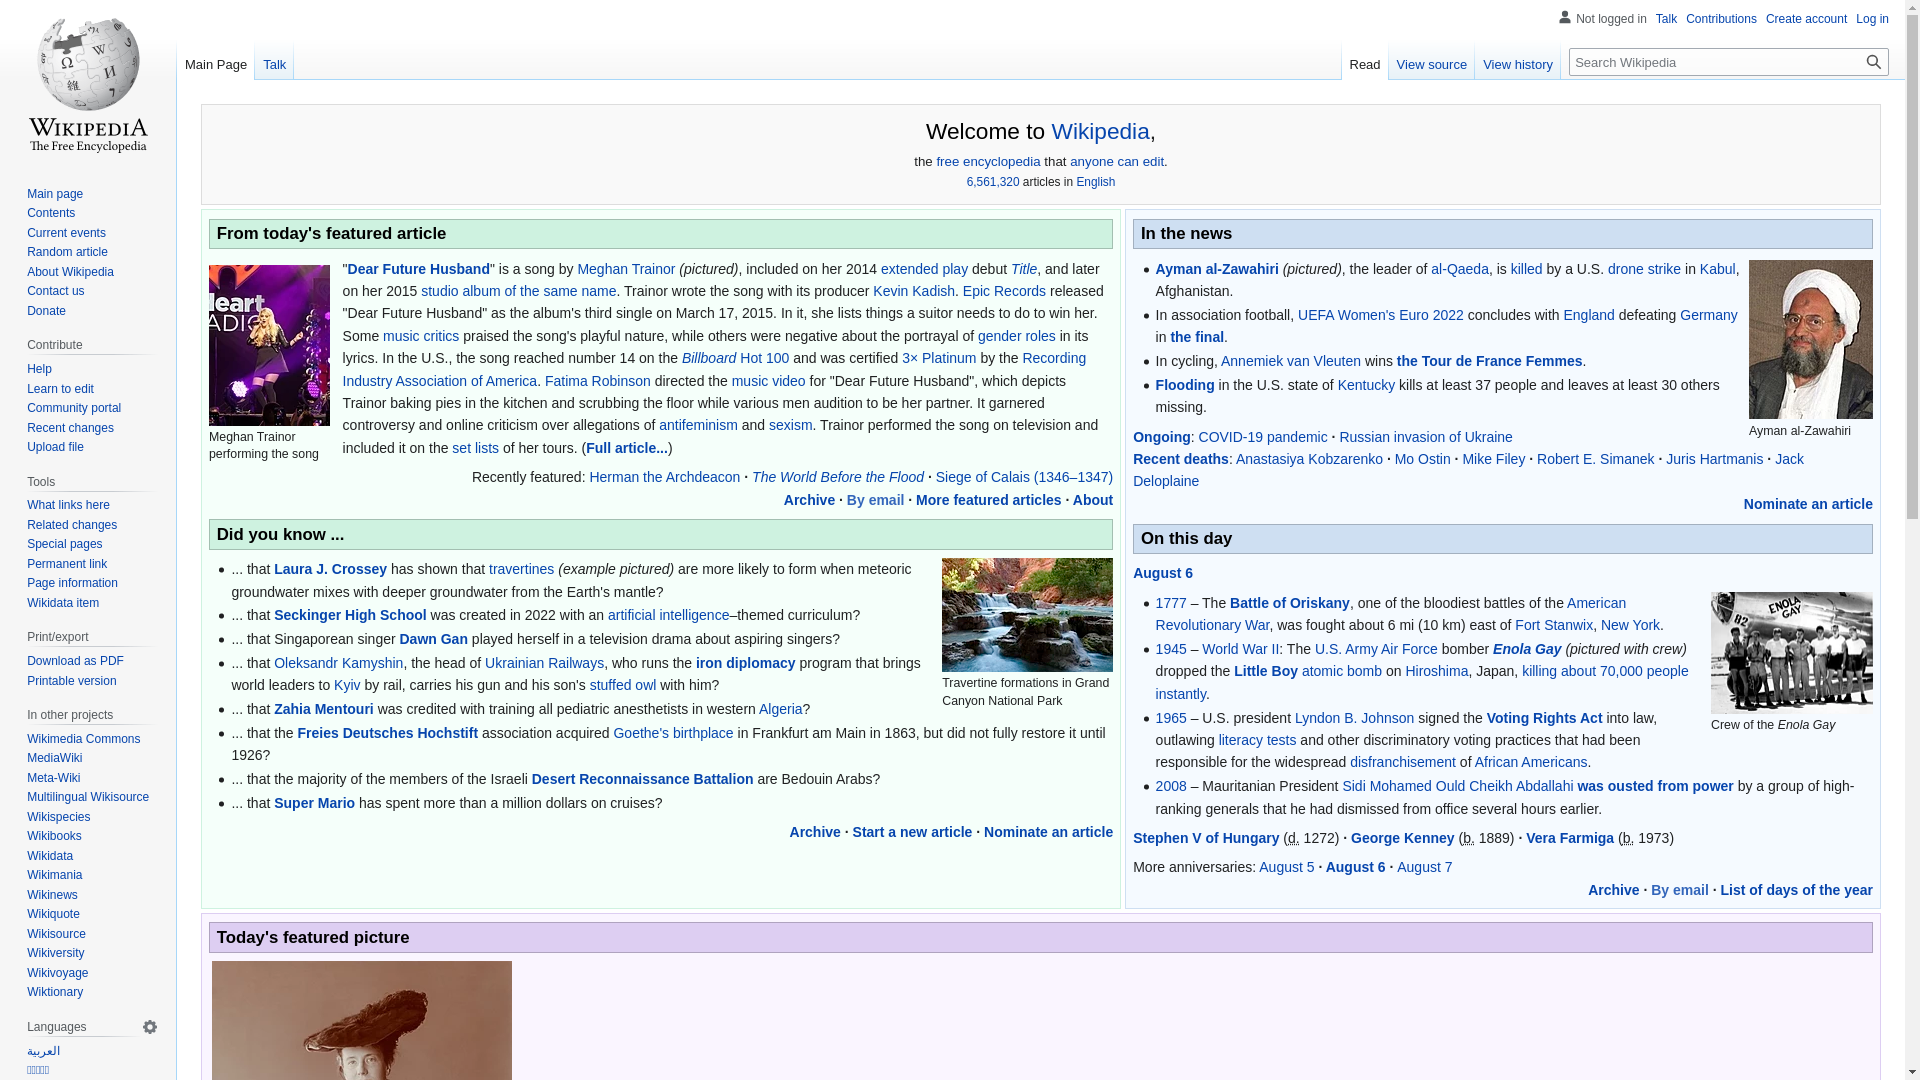 WIKIPEDIA
The Free Encyclopedia
Not logged in Talk Contributions Create account Log in
Main Page Talk
Read View source View history Search Wikipedia
Main page
Contents
Current events
Random article
About Wikipedia
Contact us
Donate
Contribute
Help
Learn to edit
Community portal
Recent changes
Upload file
Tools
What links here
Related changes
Special pages
Permanent link
Page information
Wikidata item
Print/export
Download as PDF
Printable version
In other projects
Wikimedia Commons
MediaWiki
Meta-Wiki
Multilingual Wikisource
Wikispecies
Wikibooks
Wikidata
Wikimania
Wikinews
Wikiquote
Wikisource
Wikiversity
Wikivoyage
Wiktionary
Languages
العربية
Welcome to Wikipedia,
the free encyclopedia that anyone can edit.
6,561,320 articles in English
From today's featured article
"Dear Future Husband" is a song by Meghan Trainor (pictured), included on her 2014 extended play debut Title, and later
on her 2015 studio album of the same name. Trainor wrote the song with its producer Kevin Kadish. Epic Records released
"Dear Future Husband" as the album's third single on March 17, 2015. In it, she lists things a suitor needs to do to win her.
Some music critics praised the song's playful nature, while others were negative about the portrayal of gender roles in its
lyrics. In the U.S., the song reached number 14 on the Billboard Hot 100 and was certified 3× Platinum by the Recording
Industry Association of America. Fatima Robinson directed the music video for "Dear Future Husband", which depicts
Trainor baking pies in the kitchen and scrubbing the floor while various men audition to be her partner. It garnered
controversy and online criticism over allegations of antifeminism and sexism. Trainor performed the song on television and
included it on the set lists of her tours. (Full article...)
Meghan Trainor
performing the song
Recently featured: Herman the Archdeacon · The World Before the Flood · Siege of Calais (1346–1347)
Archive · By email · More featured articles · About
Did you know ...
... that Laura J. Crossey has shown that travertines (example pictured) are more likely to form when meteoric
groundwater mixes with deeper groundwater from the Earth's mantle?
... that Seckinger High School was created in 2022 with an artificial intelligence–themed curriculum?
... that Singaporean singer Dawn Gan played herself in a television drama about aspiring singers?
... that Oleksandr Kamyshin, the head of Ukrainian Railways, who runs the iron diplomacy program that brings
world leaders to Kyiv by rail, carries his gun and his son's stuffed owl with him?
... that Zahia Mentouri was credited with training all pediatric anesthetists in western Algeria?
... that the Freies Deutsches Hochstift association acquired Goethe's birthplace in Frankfurt am Main in 1863, but did not fully restore it until
1926?
... that the majority of the members of the Israeli Desert Reconnaissance Battalion are Bedouin Arabs?
... that Super Mario has spent more than a million dollars on cruises?
Travertine formations in Grand
Canyon National Park
Archive · Start a new article · Nominate an article
In the news
Ayman al-Zawahiri (pictured), the leader of al-Qaeda, is killed by a U.S. drone strike in Kabul,
Afghanistan.
In association football, UEFA Women's Euro 2022 concludes with England defeating Germany
in the final.
In cycling, Annemiek van Vleuten wins the Tour de France Femmes.
Flooding in the U.S. state of Kentucky kills at least 37 people and leaves at least 30 others
missing.
Ayman al-Zawahiri
Ongoing: COVID-19 pandemic · Russian invasion of Ukraine
Recent deaths: Anastasiya Kobzarenko · Mo Ostin · Mike Filey · Robert E. Simanek · Juris Hartmanis · Jack
Deloplaine
Nominate an article
On this day
August 6
1777 – The Battle of Oriskany, one of the bloodiest battles of the American
Revolutionary War, was fought about 6 mi (10 km) east of Fort Stanwix, New York.
1945 – World War II: The U.S. Army Air Force bomber Enola Gay (pictured with crew)
dropped the Little Boy atomic bomb on Hiroshima, Japan, killing about 70,000 people
instantly.
1965 – U.S. president Lyndon B. Johnson signed the Voting Rights Act into law,
outlawing literacy tests and other discriminatory voting practices that had been
responsible for the widespread disfranchisement of African Americans.
2008 – Mauritanian President Sidi Mohamed Ould Cheikh Abdallahi was ousted from power by a group of high-
ranking generals that he had dismissed from office several hours earlier.
ENOLA
GAY
82
Crew of the Enola Gay
Stephen V of Hungary (d. 1272) · George Kenney (b. 1889) · Vera Farmiga (b. 1973)
More anniversaries: August 5 · August 6 · August 7
Archive · By email · List of days of the year
Today's featured picture